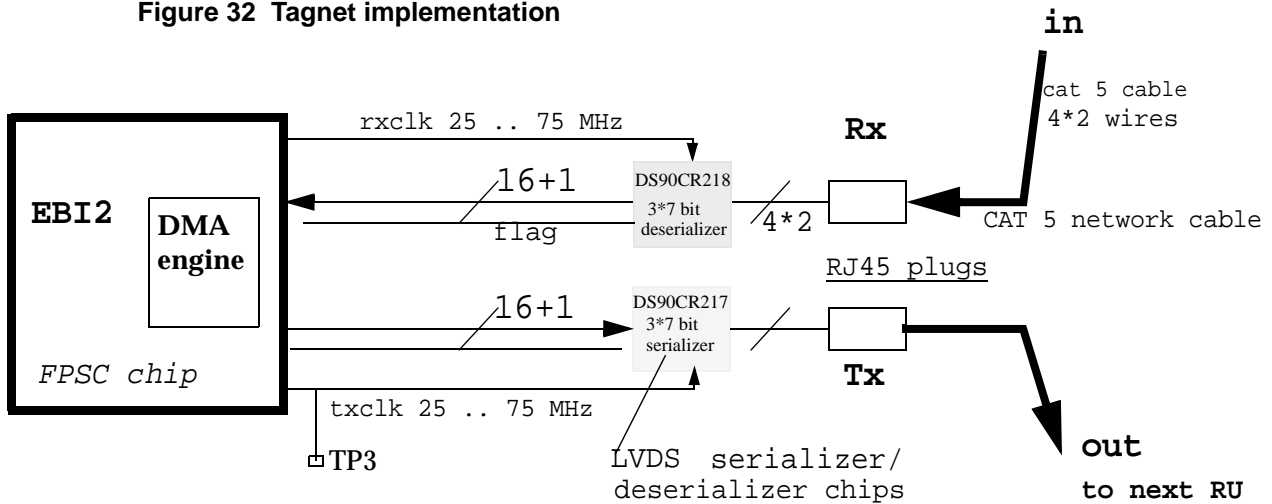 Figure 32 Tagnet implementation
in
cat 5 cable
4*2 wires
rxclk 25 .. 75 MHz
Rx
16+1
DS90CR218
3*7 bit
deserializer
4*2
flag
CAT 5 network cable
EBI2
DMA
engine
RJ45 plugs
16+1
DS90CR217
3*7 bit
serializer
FPSC chip
Tx
txclk 25 .. 75 MHz
TP3
LVDS serializer/
deserializer chips
out
to next RU